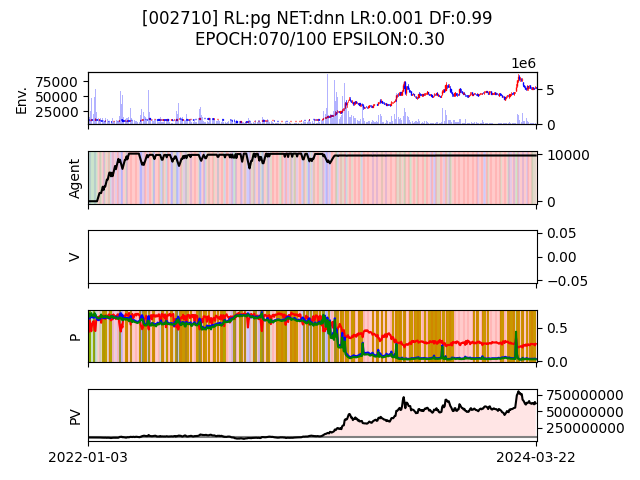 [002710] RL:pg NET:dnn LR:0.001 DF:0.99
EPOCH:070/100 EPSILON:0.30
1e6
Env.
75000
50000
25000
5
0
Agent
10000
0
V
0.05
0.00
−0.05
P
0.5
0.0
PV
750000000
500000000
250000000
2022-01-03
2024-03-22